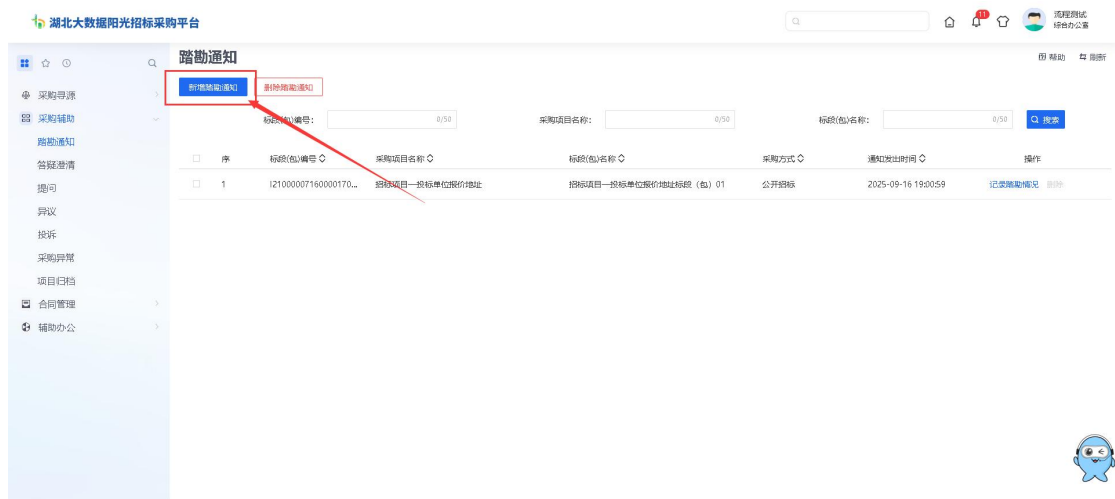 湖北大数据阳光招标采购平台
11
流程测试
综合办公室
踏勘通知
帮助 刷新
新增踏勘通知 删除踏勘通知
采购寻源
采购辅助
踏勘通知
答疑澄清
提问
异议
投诉
采购异常
项目归档
合同管理
辅助办公
标段(包)编号: 0/50 采购项目名称: 0/50 标段(包)名称: 0/50 搜索
序 标段(包)编号 采购项目名称 标段(包)名称 采购方式 通知发出时间 操作
1 I21000007160000170... 招标项目—投标单位报价地址 招标项目—投标单位报价地址标段（包）01 公开招标 2025-09-16 19:00:59 记录踏勘情况 删除